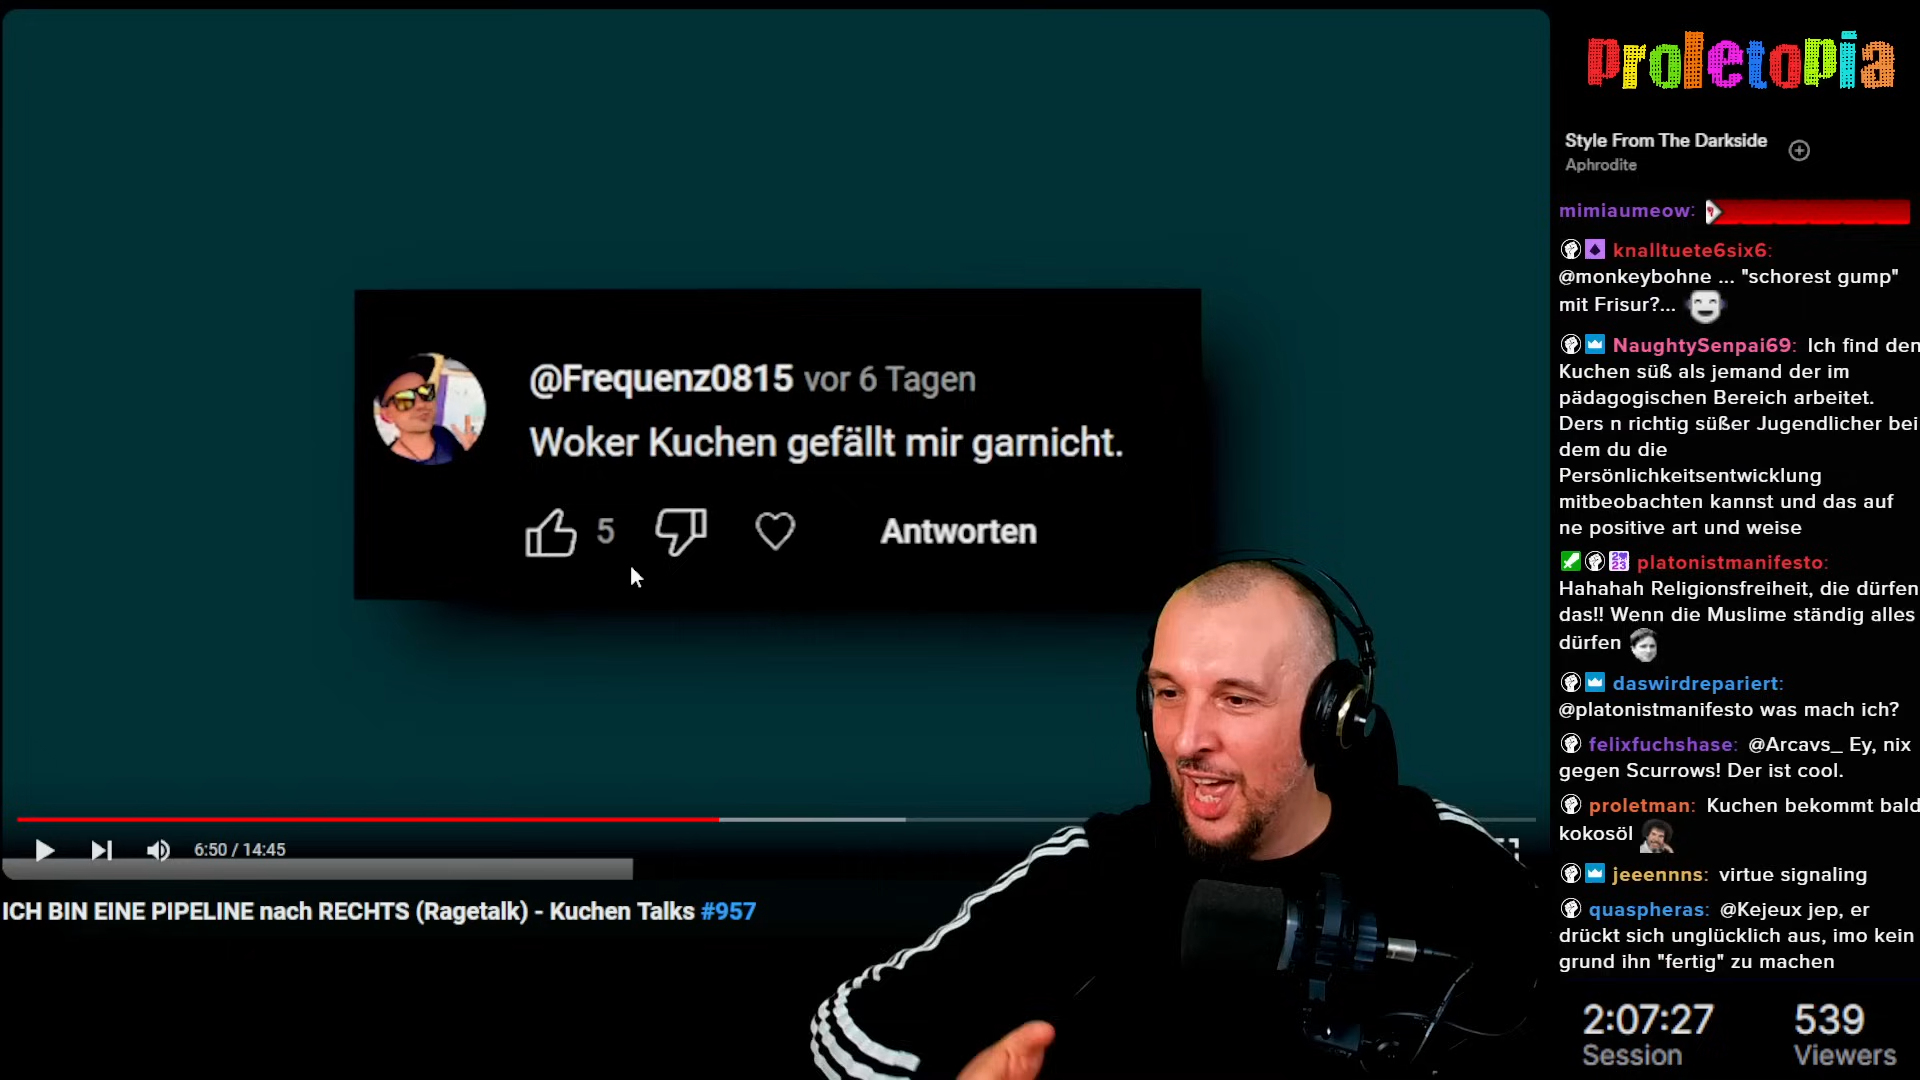 @Frequenz0815 vor 6 Tagen
Woker Kuchen gefällt mir garnicht.
5
Antworten
6:50 / 14:45
ICH BIN EINE PIPELINE nach RECHTS (Ragetalk) - Kuchen Talks #957
Proletopia
Style From The Darkside
Aphrodite
mimiaumeow:
knalltuete6six6:
@monkeybohne ... "schorest gump"
mit Frisur?...
NaughtySenpai69: Ich find den
Kuchen süß als jemand der im
pädagogischen Bereich arbeitet.
Ders n richtig süßer Jugendlicher bei
dem du die
Persönlichkeitsentwicklung
mitbeobachten kannst und das auf
ne positive art und weise
platonistmanifesto:
Hahahah Religionsfreiheit, die dürfen
das!! Wenn die Muslime ständig alles
dürfen
daswirdrepariert:
@platonistmanifesto was mach ich?
felixfuchshase: @Arcavs_ Ey, nix
gegen Scurrows! Der ist cool.
proletman: Kuchen bekommt bald
kokosöl
jeeennns: virtue signaling
quaspheras: @Kejeux jep, er
drückt sich unglücklich aus, imo kein
grund ihn "fertig" zu machen
2:07:27
Session
539
Viewers